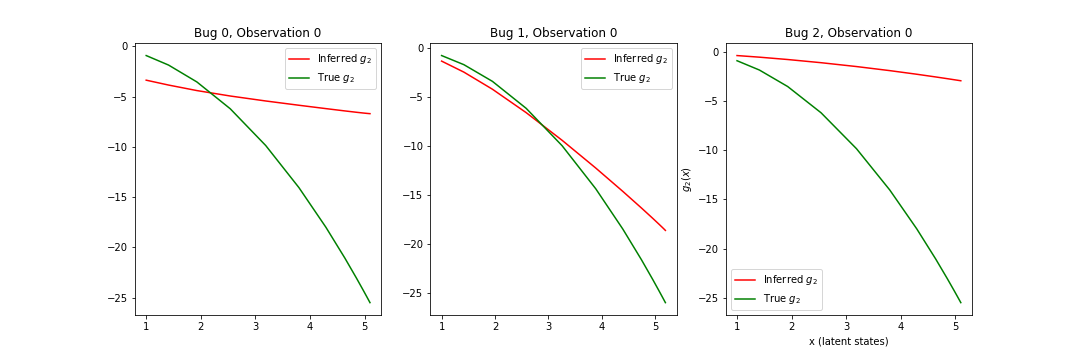 Bug 0, Observation 0
0
−5
−10
−15
−20
−25
1 2 3 4 5
Inferred g₂
True g₂
Bug 1, Observation 0
0
−5
−10
−15
−20
−25
1 2 3 4 5
Inferred g₂
True g₂
Bug 2, Observation 0
g₂(x)
0
−5
−10
−15
−20
−25
Inferred g₂
True g₂
1 2 3 4 5
x (latent states)